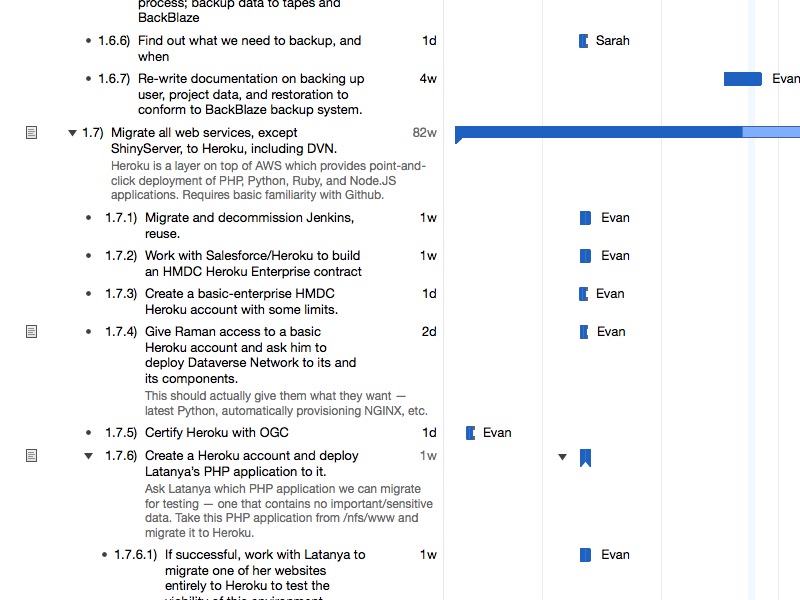 process; backup data to tapes and
BackBlaze
1.6.6) Find out what we need to backup, and 1d Sarah
when
1.6.7) Re-write documentation on backing up 4w Evan
user, project data, and restoration to
conform to BackBlaze backup system.
1.7) Migrate all web services, except 82w
ShinyServer, to Heroku, including DVN.
Heroku is a layer on top of AWS which provides point-and-
click deployment of PHP, Python, Ruby, and Node.JS
applications. Requires basic familiarity with Github.
1.7.1) Migrate and decommission Jenkins, 1w Evan
reuse.
1.7.2) Work with Salesforce/Heroku to build 1w Evan
an HMDC Heroku Enterprise contract
1.7.3) Create a basic-enterprise HMDC 1d Evan
Heroku account with some limits.
1.7.4) Give Raman access to a basic 2d Evan
Heroku account and ask him to
deploy Dataverse Network to its and
its components.
This should actually give them what they want —
latest Python, automatically provisioning NGINX, etc.
1.7.5) Certify Heroku with OGC 1d Evan
1.7.6) Create a Heroku account and deploy 1w
Latanya's PHP application to it.
Ask Latanya which PHP application we can migrate
for testing — one that contains no important/sensitive
data. Take this PHP application from /nfs/www and
migrate it to Heroku.
1.7.6.1) If successful, work with Latanya to 1w Evan
migrate one of her websites
entirely to Heroku to test the
viability of this environment